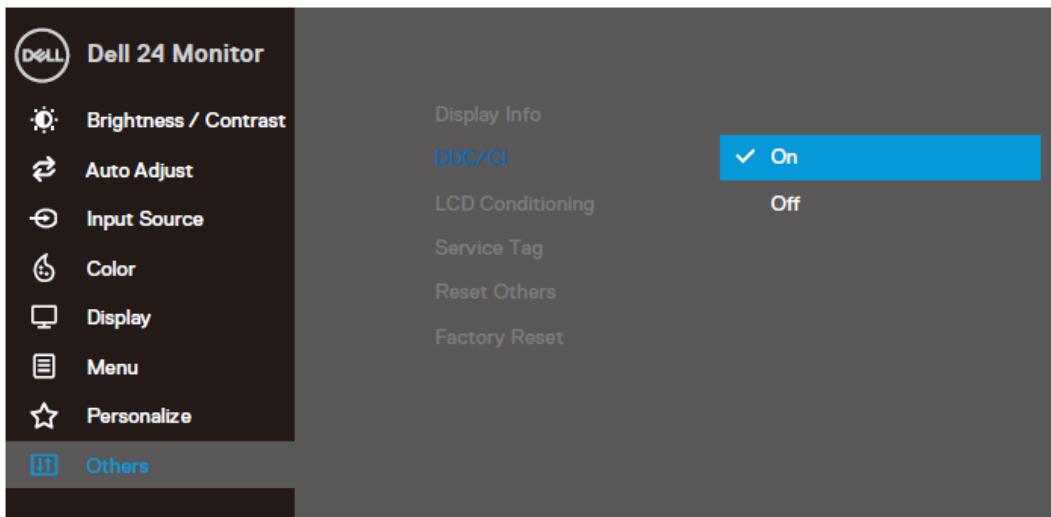 DELL
Dell 24 Monitor
Brightness / Contrast
Auto Adjust
Input Source
Color
Display
Menu
Personalize
Others
Display Info
DDC/CI
LCD Conditioning
Service Tag
Reset Others
Factory Reset
On
Off